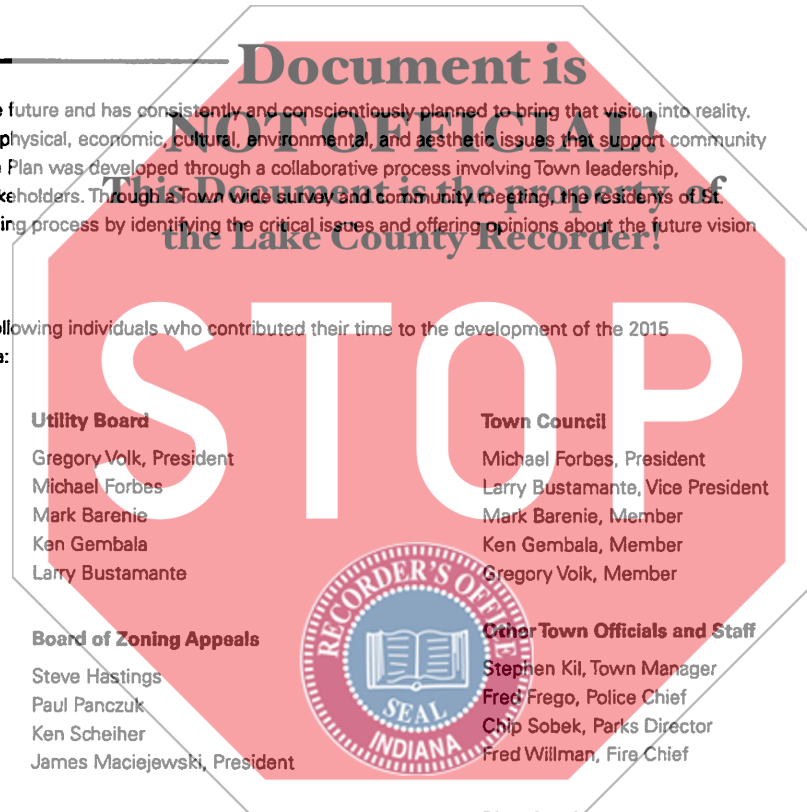 Document is
NOT OFFICIAL!
This Document is the property of
the Lake County Recorder!
future and has consistently and conscientiously planned to bring that vision into reality.
physical, economic, cultural, environmental, and aesthetic issues that support community
Plan was developed through a collaborative process involving Town leadership,
keholders. Through a Town wide survey and community meeting, the residents of St.
ing process by identifying the critical issues and offering opinions about the future vision
ollowing individuals who contributed their time to the development of the 2015
STOP
Utility Board
Gregory Volk, President
Michael Forbes
Mark Barenie
Ken Gembala
Larry Bustamante
Board of Zoning Appeals
Steve Hastings
Paul Panczuk
Ken Scheiher
James Maciejewski, President
Town Council
Michael Forbes, President
Larry Bustamante, Vice President
Mark Barenie, Member
Ken Gembala, Member
Gregory Volk, Member
Other Town Officials and Staff
Stephen Kil, Town Manager
Fred Frego, Police Chief
Chip Sobek, Parks Director
Fred Willman, Fire Chief
RECORDER'S OFFICE
SEAL
INDIANA